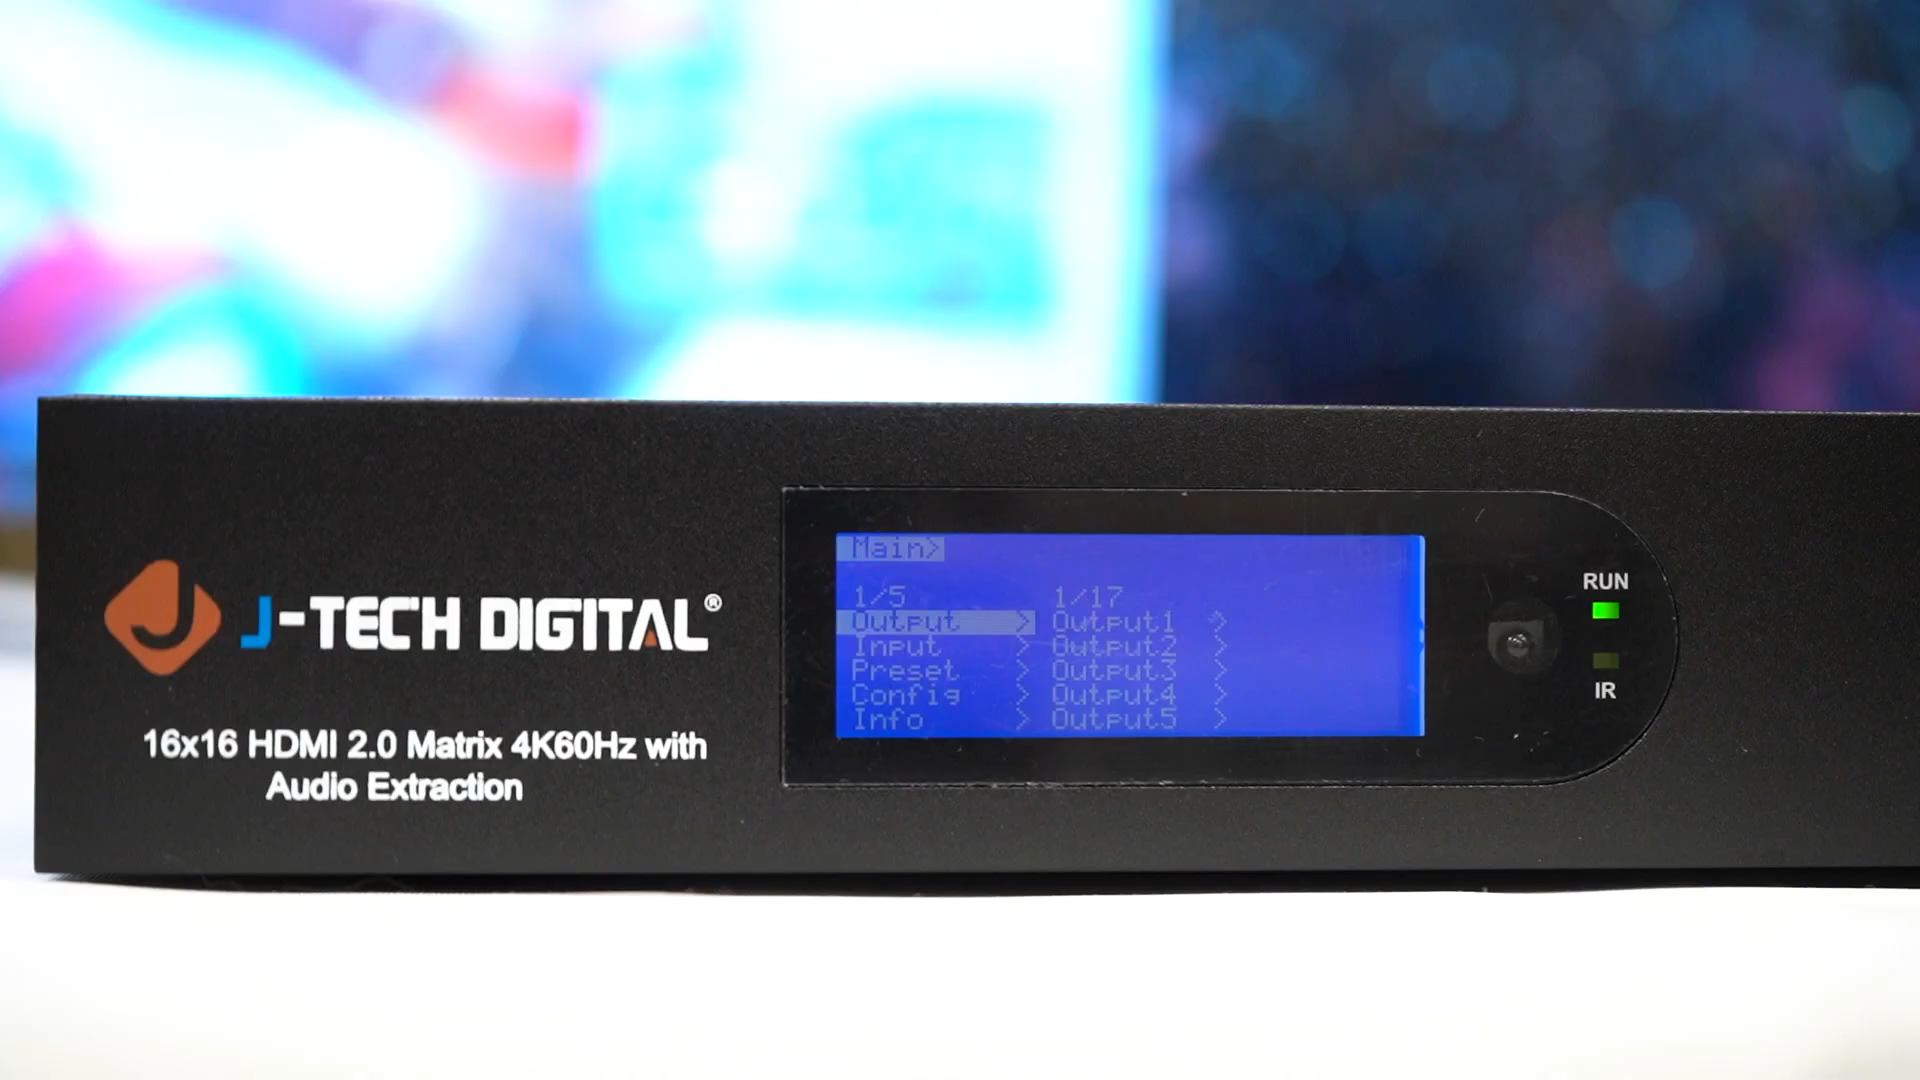 J-TECH DIGITAL®
16x16 HDMI 2.0 Matrix 4K60Hz with
Audio Extraction
Main>
1/5 1/17
Output > Output1 >
Input > Output2 >
Preset > Output3 >
Config > Output4 >
Info > Output5 >
RUN
IR